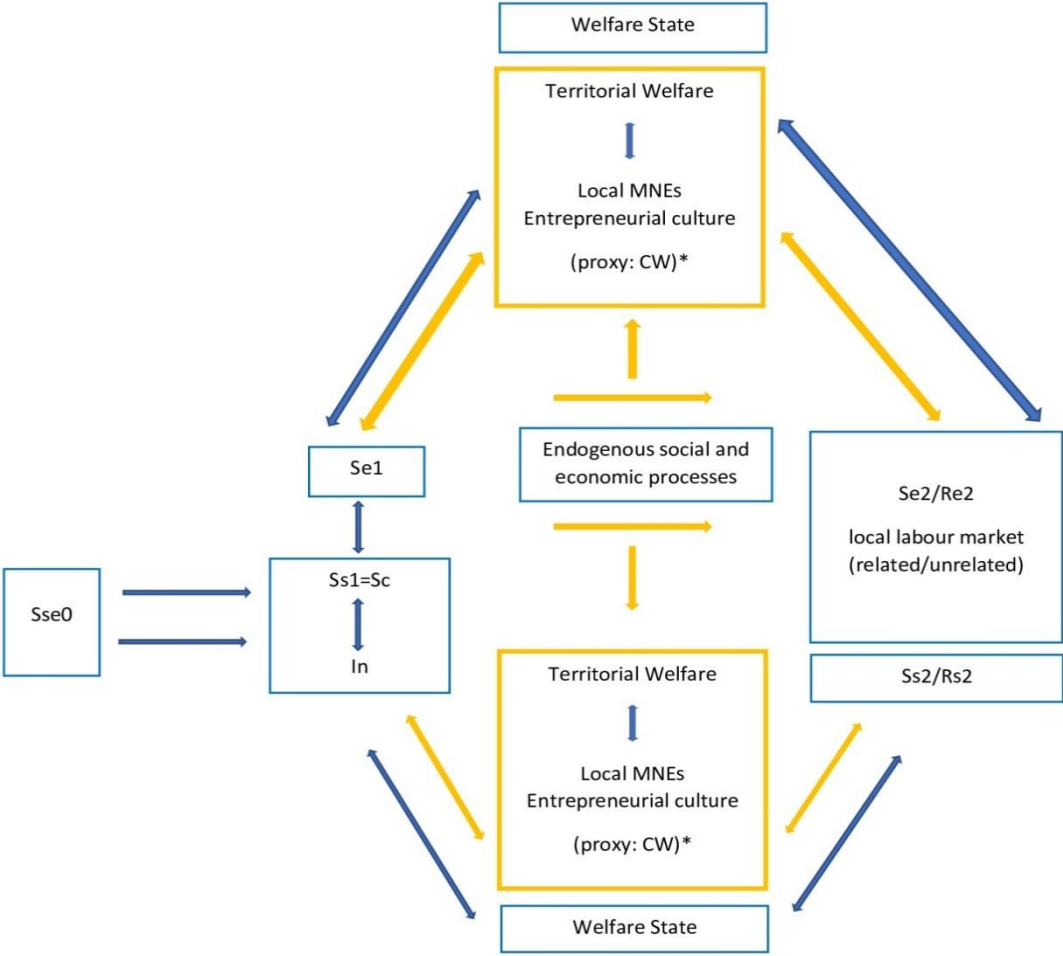 Welfare State
Territorial Welfare
Local MNEs
Entrepreneurial culture
(proxy: CW)*
Se1
Endogenous social and
economic processes
Se2/Re2
local labour market
(related/unrelated)
Sse0
Ss1=Sc
In
Ss2/Rs2
Territorial Welfare
Local MNEs
Entrepreneurial culture
(proxy: CW)*
Welfare State